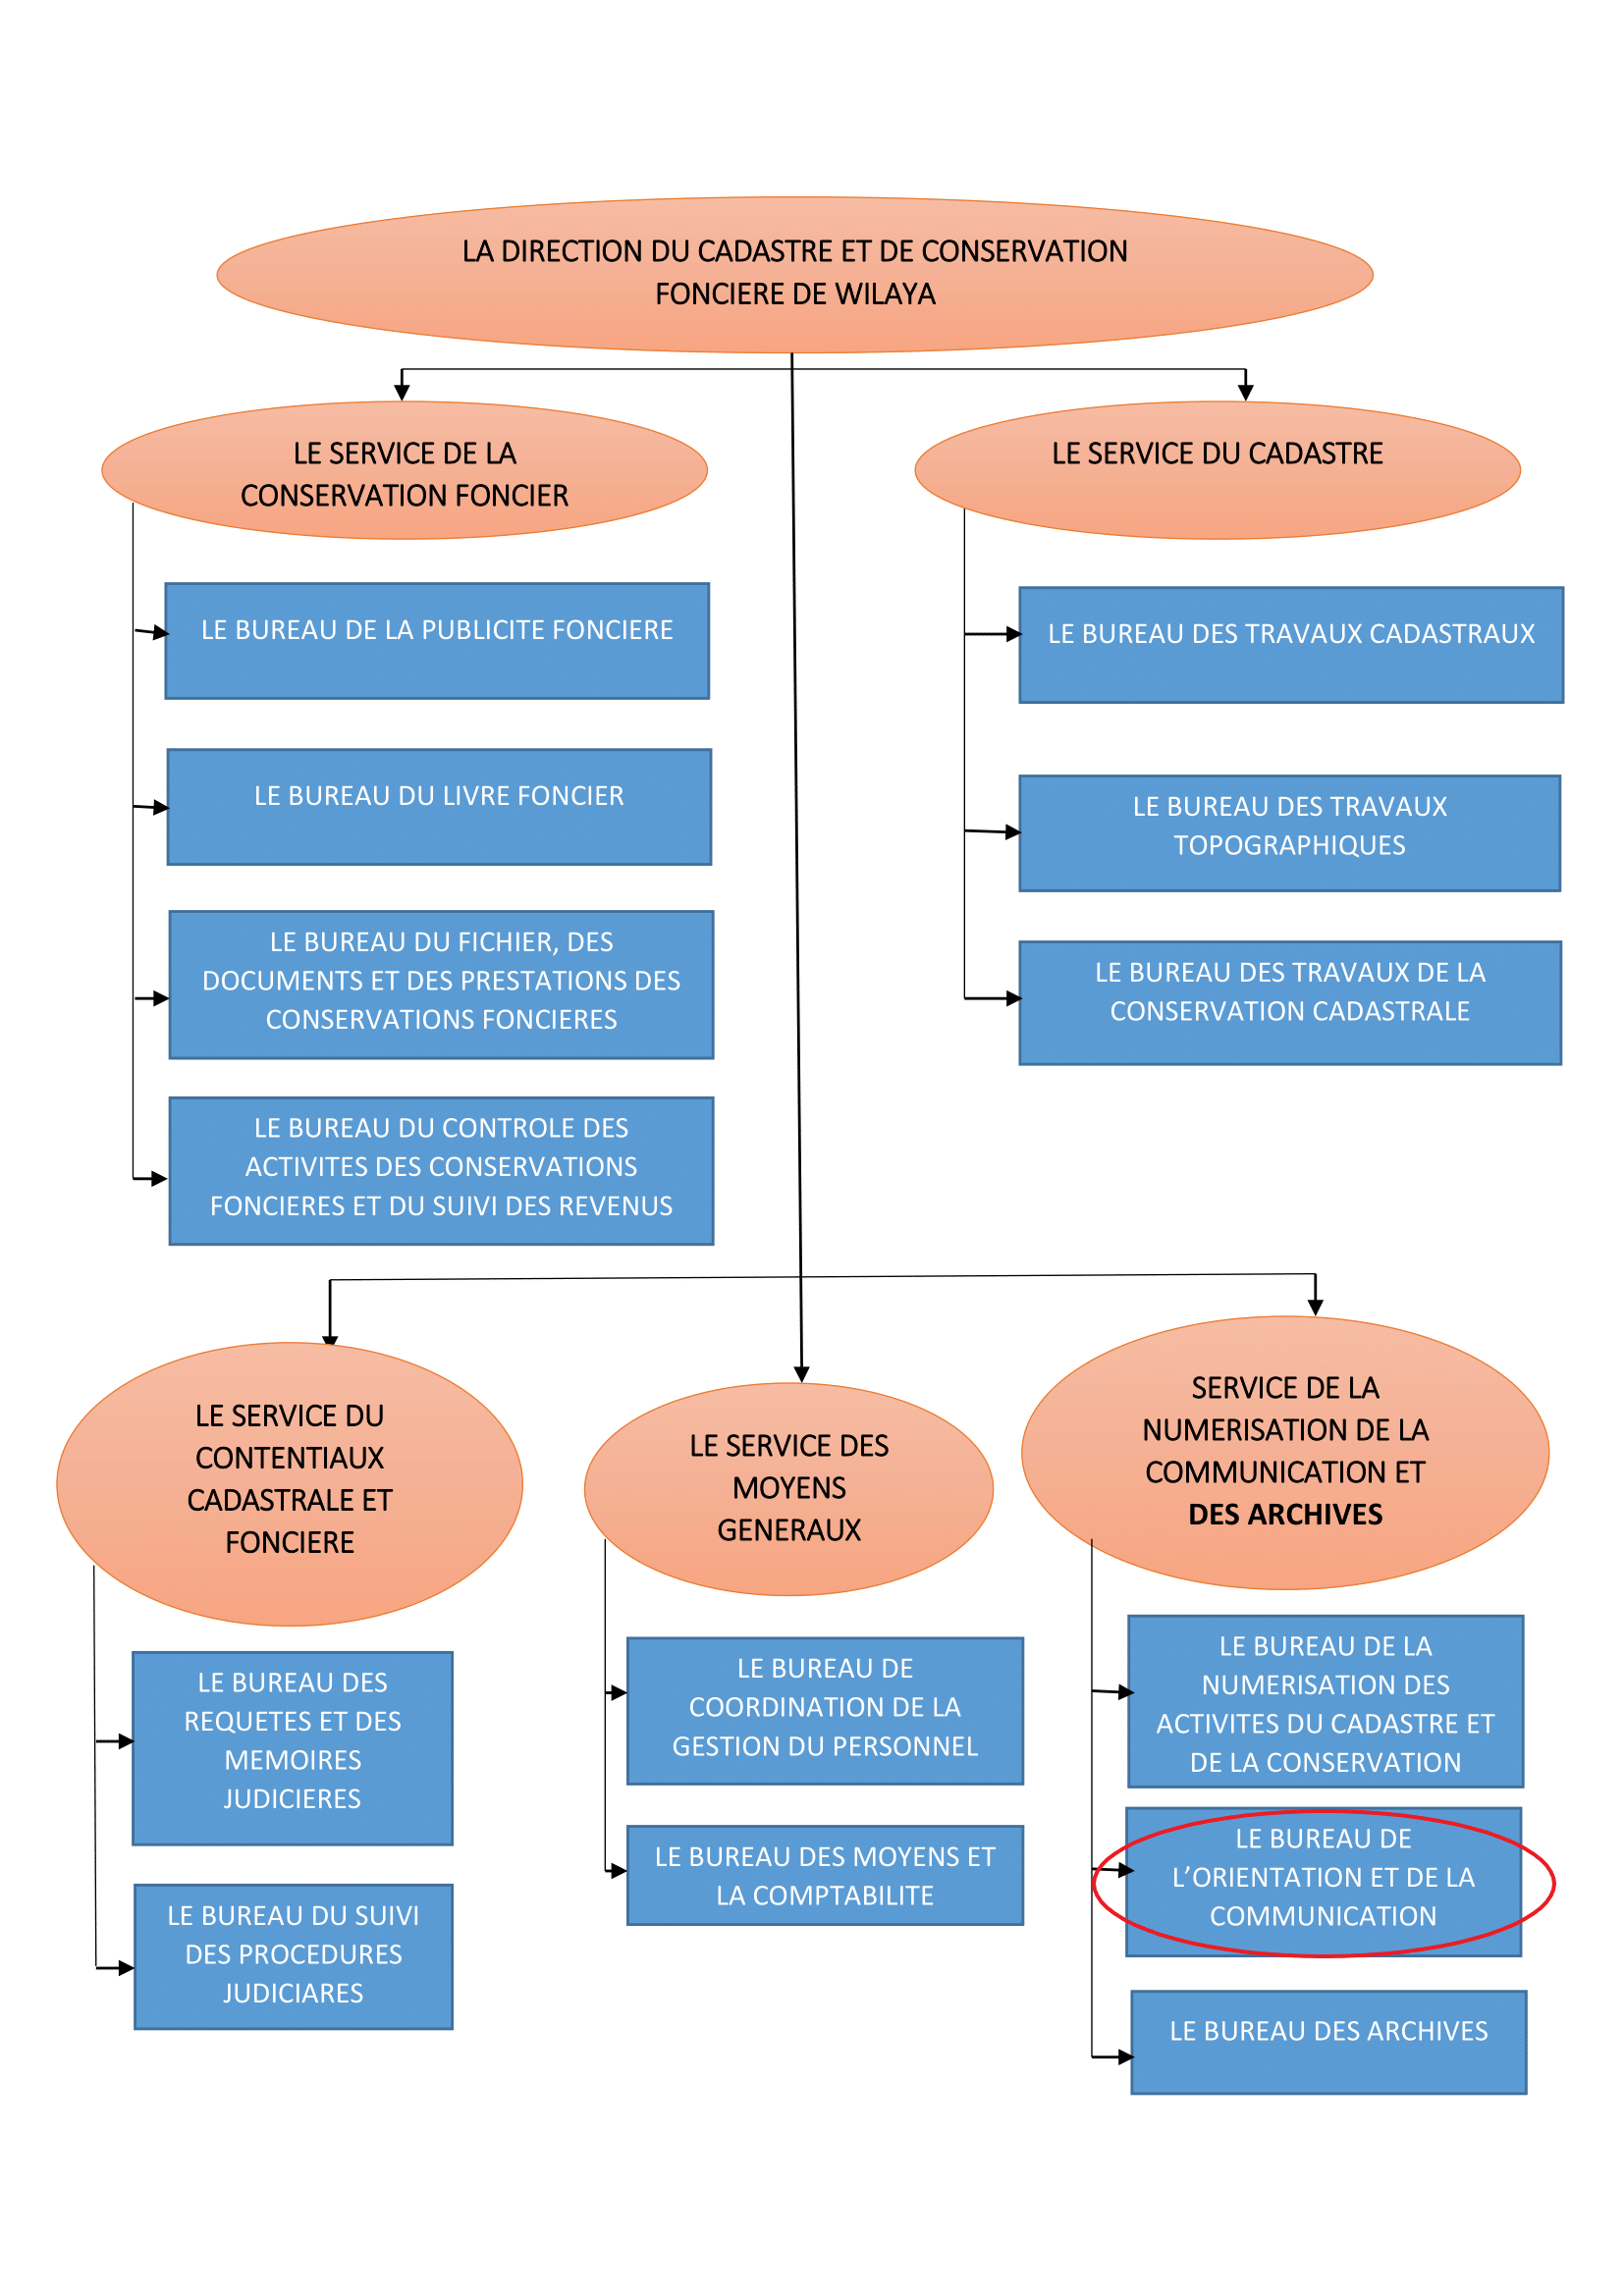 LA DIRECTION DU CADASTRE ET DE CONSERVATION
FONCIERE DE WILAYA
LE SERVICE DE LA
CONSERVATION FONCIER
LE SERVICE DU CADASTRE
LE BUREAU DE LA PUBLICITE FONCIERE
LE BUREAU DU LIVRE FONCIER
LE BUREAU DU FICHIER, DES
DOCUMENTS ET DES PRESTATIONS DES
CONSERVATIONS FONCIERES
LE BUREAU DU CONTROLE DES
ACTIVITES DES CONSERVATIONS
FONCIERES ET DU SUIVI DES REVENUS
LE BUREAU DES TRAVAUX CADASTRAUX
LE BUREAU DES TRAVAUX
TOPOGRAPHIQUES
LE BUREAU DES TRAVAUX DE LA
CONSERVATION CADASTRALE
LE SERVICE DU
CONTENTIAUX
CADASTRALE ET
FONCIERE
LE BUREAU DES
REQUETES ET DES
MEMOIRES
JUDICIERES
LE BUREAU DU SUIVI
DES PROCEDURES
JUDICIARES
LE SERVICE DES
MOYENS
GENERAUX
LE BUREAU DE
COORDINATION DE LA
GESTION DU PERSONNEL
LE BUREAU DES MOYENS ET
LA COMPTABILITE
SERVICE DE LA
NUMERISATION DE LA
COMMUNICATION ET
DES ARCHIVES
LE BUREAU DE LA
NUMERISATION DES
ACTIVITES DU CADASTRE ET
DE LA CONSERVATION
LE BUREAU DE
L’ORIENTATION ET DE LA
COMMUNICATION
LE BUREAU DES ARCHIVES